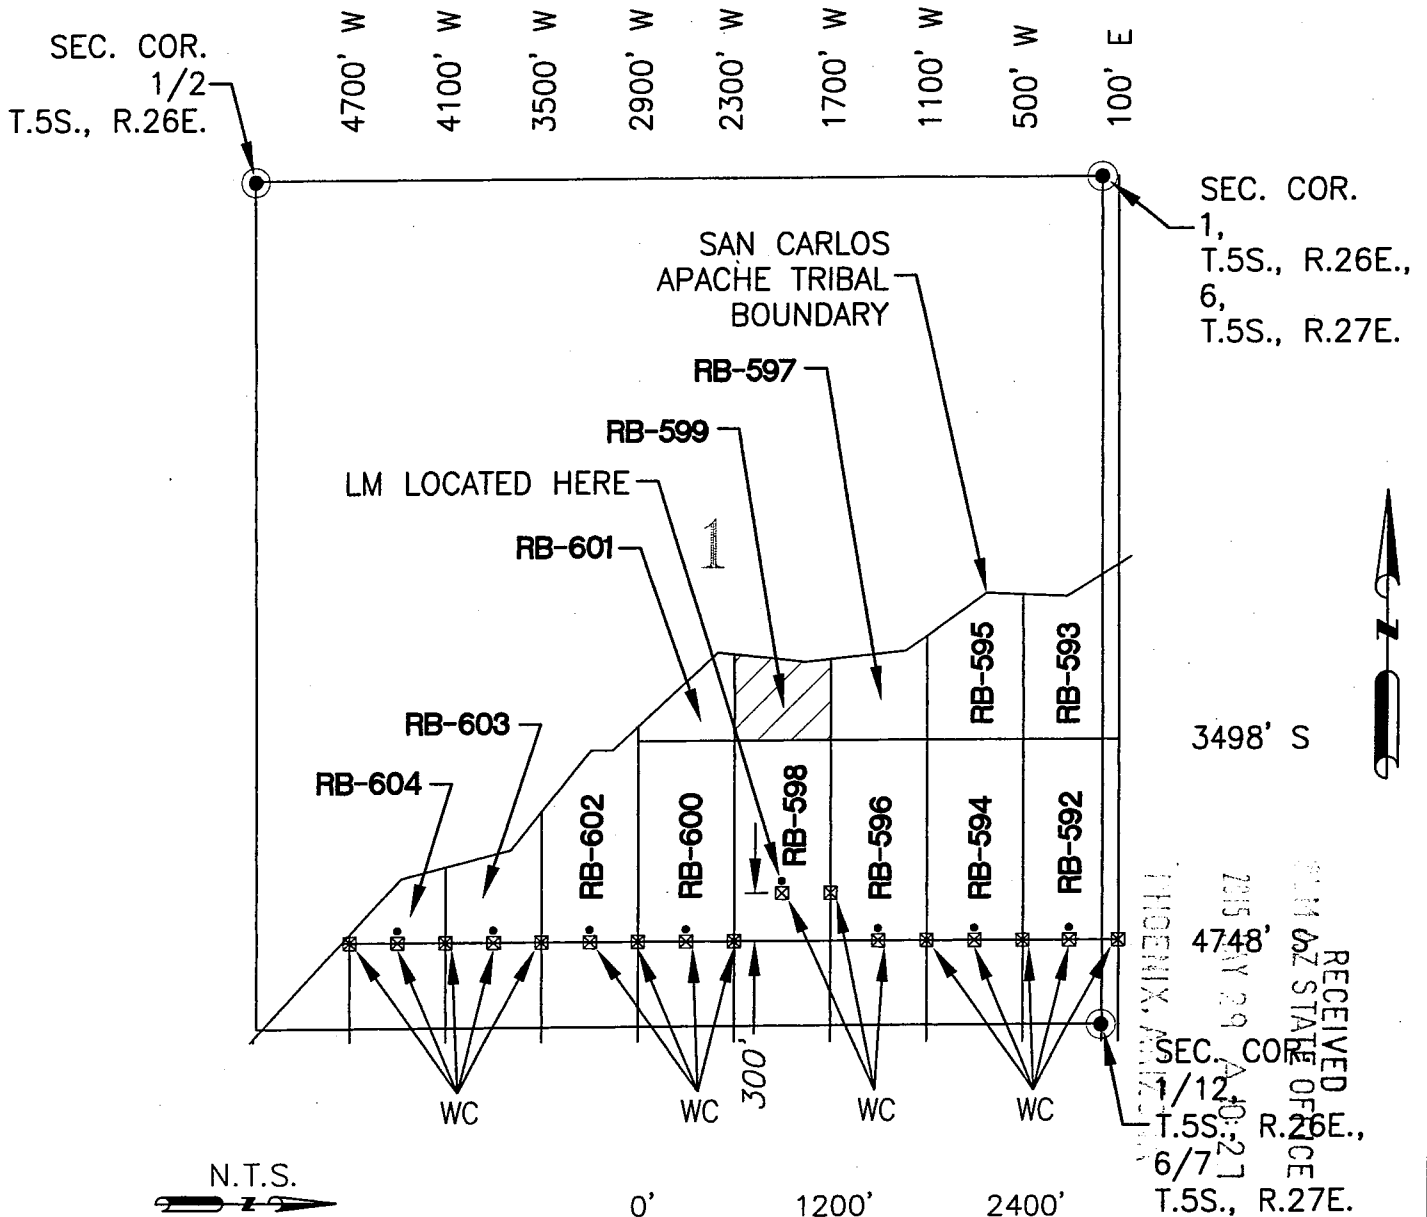 4700' W
4100' W
3500' W
2900' W
2300' W
1700' W
1100' W
500' W
100' E
SEC. COR.
1/2
T.5S., R.26E.
SEC. COR.
1,
T.5S., R.26E.,
6,
T.5S., R.27E.
SAN CARLOS
APACHE TRIBAL
BOUNDARY
RB-597
RB-599
LM LOCATED HERE
RB-601
1
RB-603
RB-604
RB-602
RB-600
RB-598
RB-596
RB-595
RB-594
RB-593
RB-592
Z
3498' S
4748' S
300'
WC
WC
WC
WC
RECEIVED
AZ STATE OFFICE
29 A 10:27
PHOENIX,
SEC. COR.
1/12,
T.5S., R.26E.,
6/7
T.5S., R.27E.
N.T.S.
Z
0'
1200'
2400'